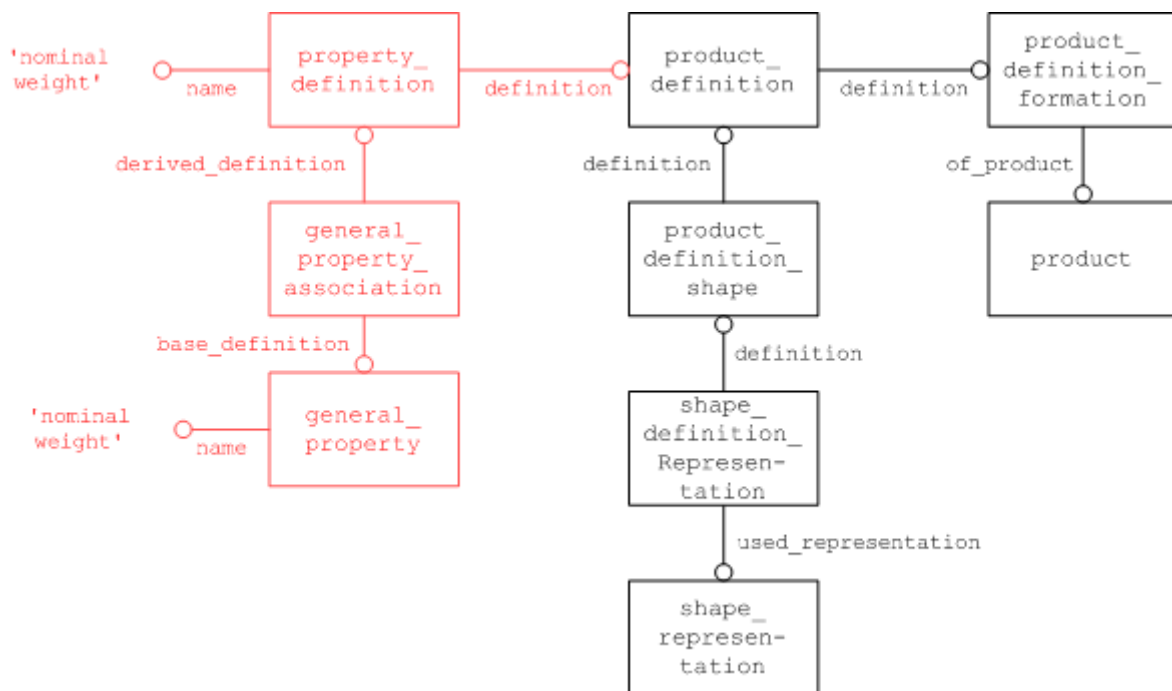 'nominal
weight'
name
property_
definition
definition
product_
definition
definition
product_
definition_
formation
derived_definition
definition
of_product
general_
property_
association
product_
definition_
shape
product
base_definition
definition
'nominal
weight'
name
general_
property
shape_
definition_
Represen-
tation
used_representation
shape_
represen-
tation